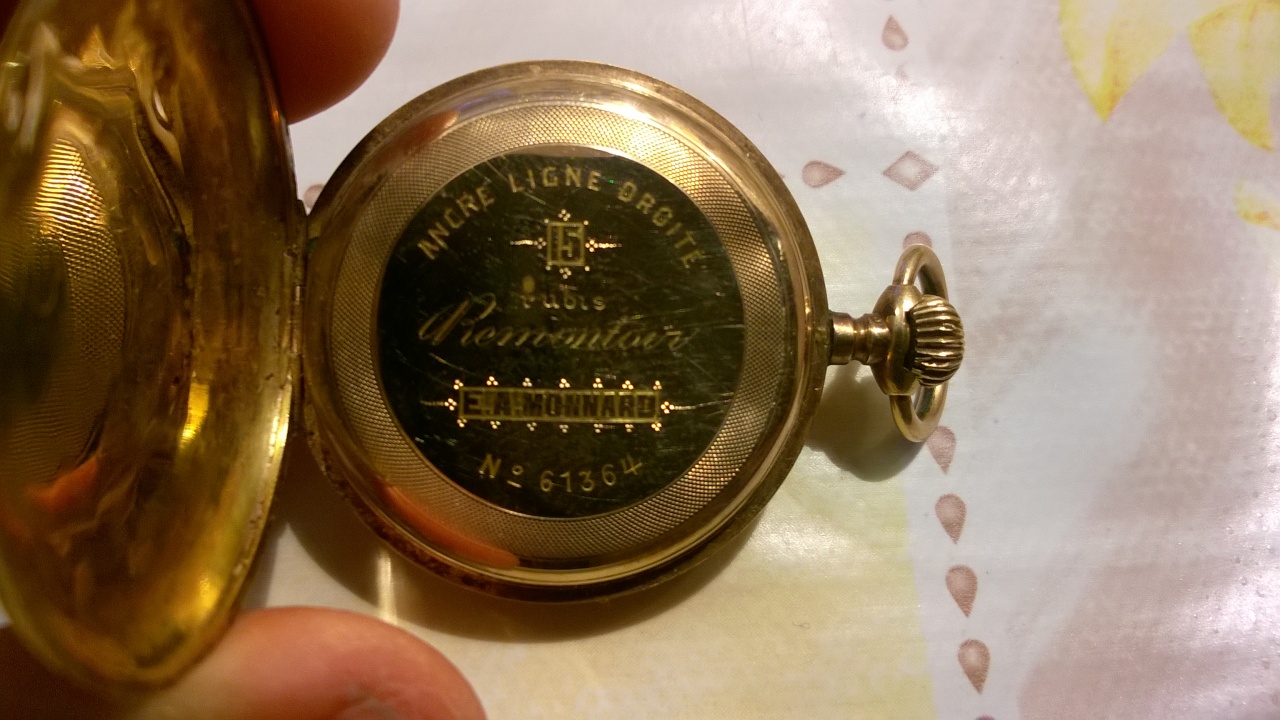 ANCRE LIGNE DROITE
15
rubis
Remontoir
E.A.MONNARD
Nº 61364